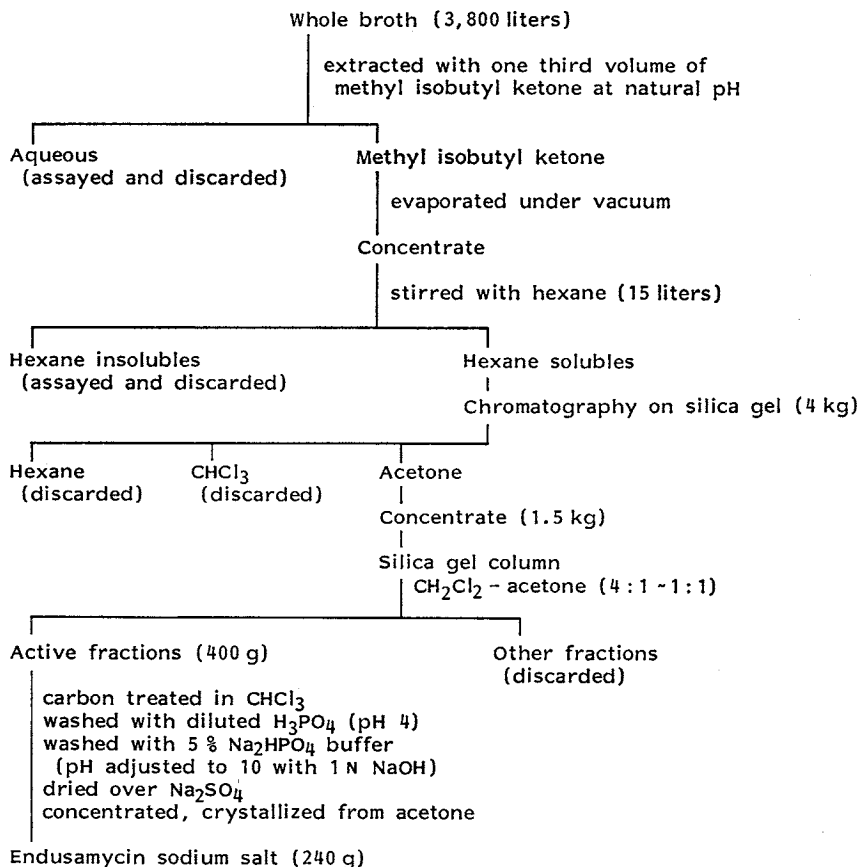 Whole broth (3,800 liters)
extracted with one third volume of
methyl isobutyl ketone at natural pH
Aqueous
(assayed and discarded)
Methyl isobutyl ketone
evaporated under vacuum
Concentrate
stirred with hexane (15 liters)
Hexane insolubles
(assayed and discarded)
Hexane solubles
Chromatography on silica gel (4 kg)
Hexane
(discarded)
CHCl3
(discarded)
Acetone
Concentrate (1.5 kg)
Silica gel column
CH2Cl2 - acetone (4 : 1 ~ 1 : 1)
Active fractions (400 g)
Other fractions
(discarded)
carbon treated in CHCl3
washed with diluted H3PO4 (pH 4)
washed with 5 % Na2HPO4 buffer
(pH adjusted to 10 with 1 N NaOH)
dried over Na2SO4
concentrated, crystallized from acetone
Endusamycin sodium salt (240 g)